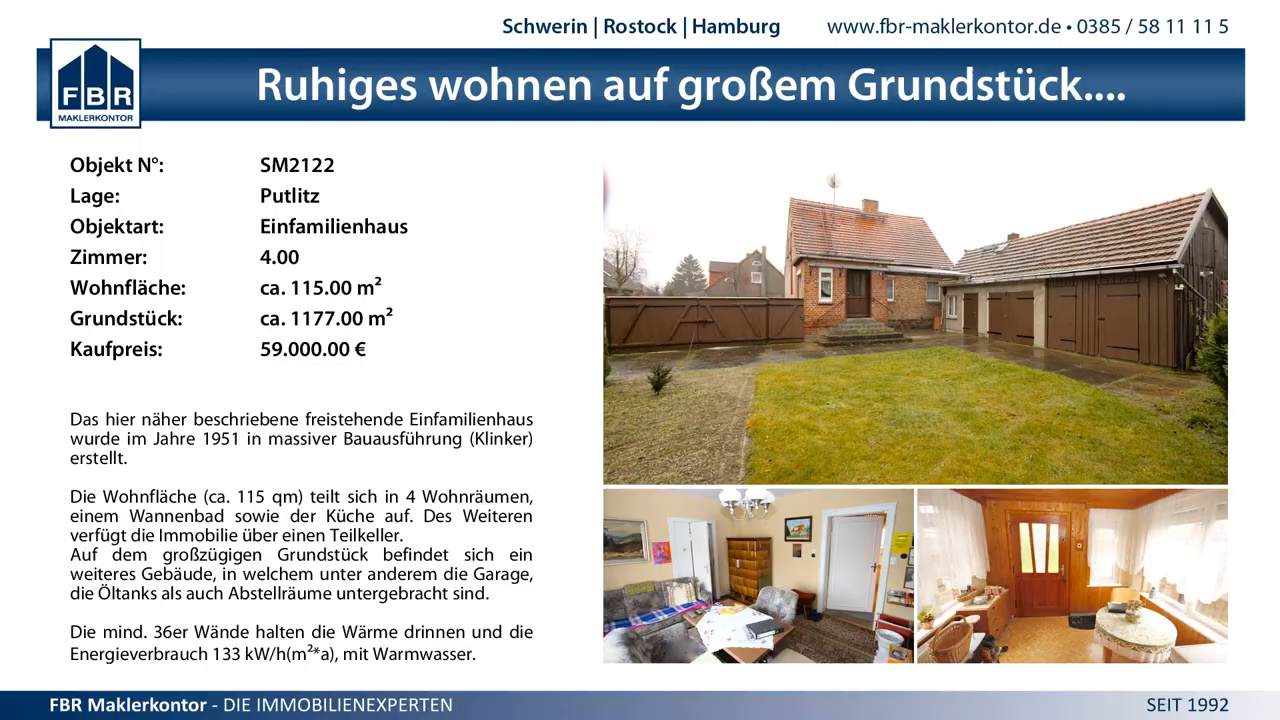 Schwerin | Rostock | Hamburg www.fbr-maklerkontor.de • 0385 / 58 11 11 5
FBR
MAKLERKONTOR
Ruhiges wohnen auf großem Grundstück....
Objekt N°: SM2122
Lage: Putlitz
Objektart: Einfamilienhaus
Zimmer: 4.00
Wohnfläche: ca. 115.00 m²
Grundstück: ca. 1177.00 m²
Kaufpreis: 59.000.00 €
Das hier näher beschriebene freistehende Einfamilienhaus
wurde im Jahre 1951 in massiver Bauausführung (Klinker)
erstellt.
Die Wohnfläche (ca. 115 qm) teilt sich in 4 Wohnräumen,
einem Wannenbad sowie der Küche auf. Des Weiteren
verfügt die Immobilie über einen Teilkeller.
Auf dem großzügigen Grundstück befindet sich ein
weiteres Gebäude, in welchem unter anderem die Garage,
die Öltanks als auch Abstellräume untergebracht sind.
Die mind. 36er Wände halten die Wärme drinnen und die
Energieverbrauch 133 kW/h(m²*a), mit Warmwasser.
FBR Maklerkontor - DIE IMMOBILIENEXPERTEN SEIT 1992